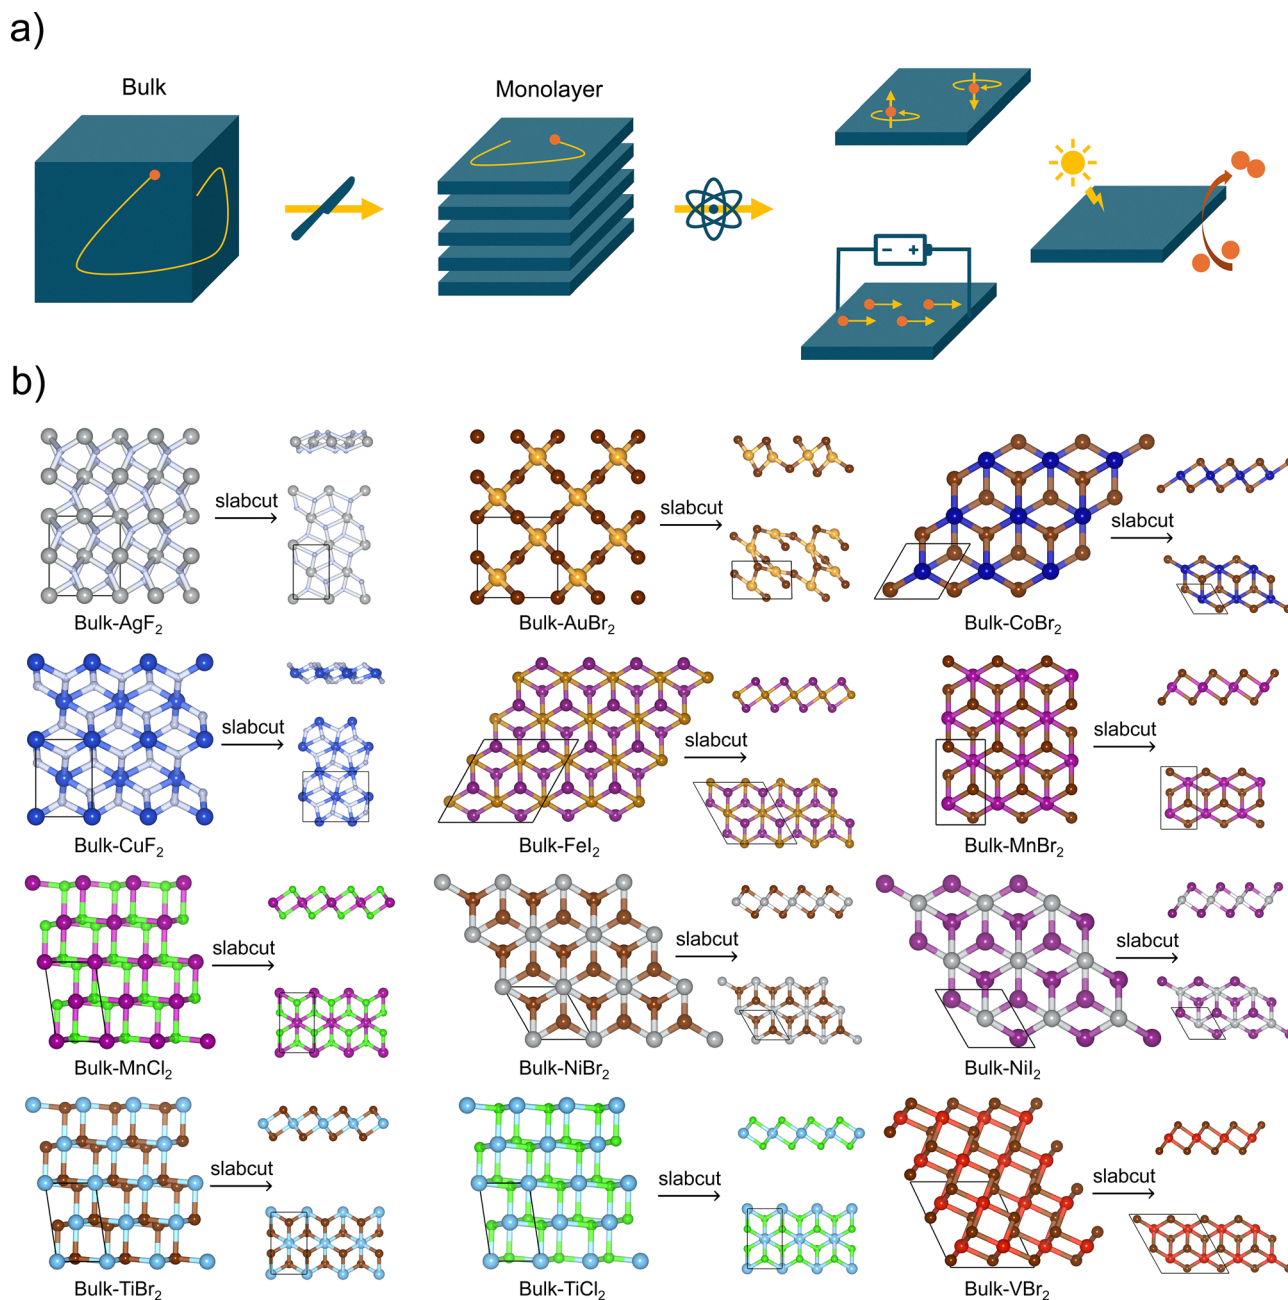 a)
Bulk
Monolayer
− +
b)
slabcut
slabcut
slabcut
Bulk-AgF₂
Bulk-AuBr₂
Bulk-CoBr₂
slabcut
slabcut
slabcut
Bulk-CuF₂
Bulk-FeI₂
Bulk-MnBr₂
slabcut
slabcut
slabcut
Bulk-MnCl₂
Bulk-NiBr₂
Bulk-NiI₂
slabcut
slabcut
slabcut
Bulk-TiBr₂
Bulk-TiCl₂
Bulk-VBr₂